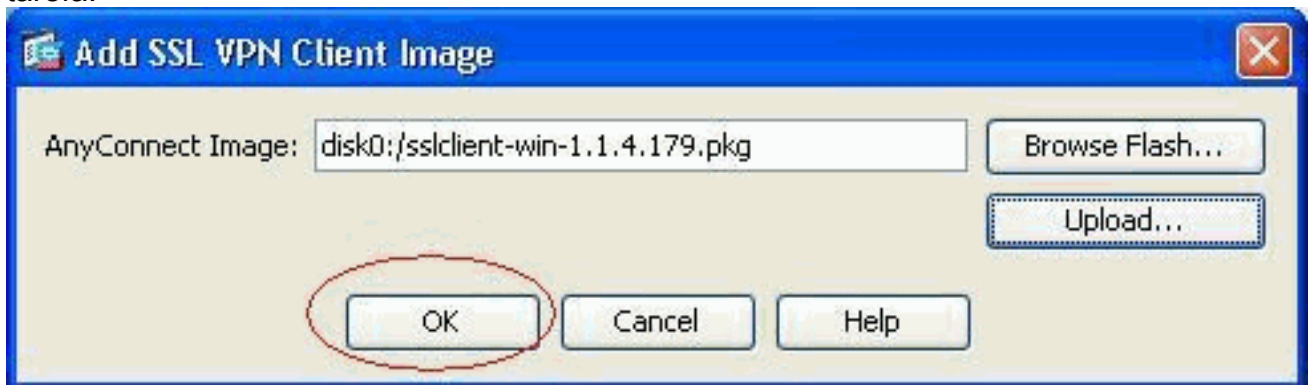 Add SSL VPN Client Image
AnyConnect Image: disk0:/sslclient-win-1.1.4.179.pkg Browse Flash...
Upload...
OK Cancel Help